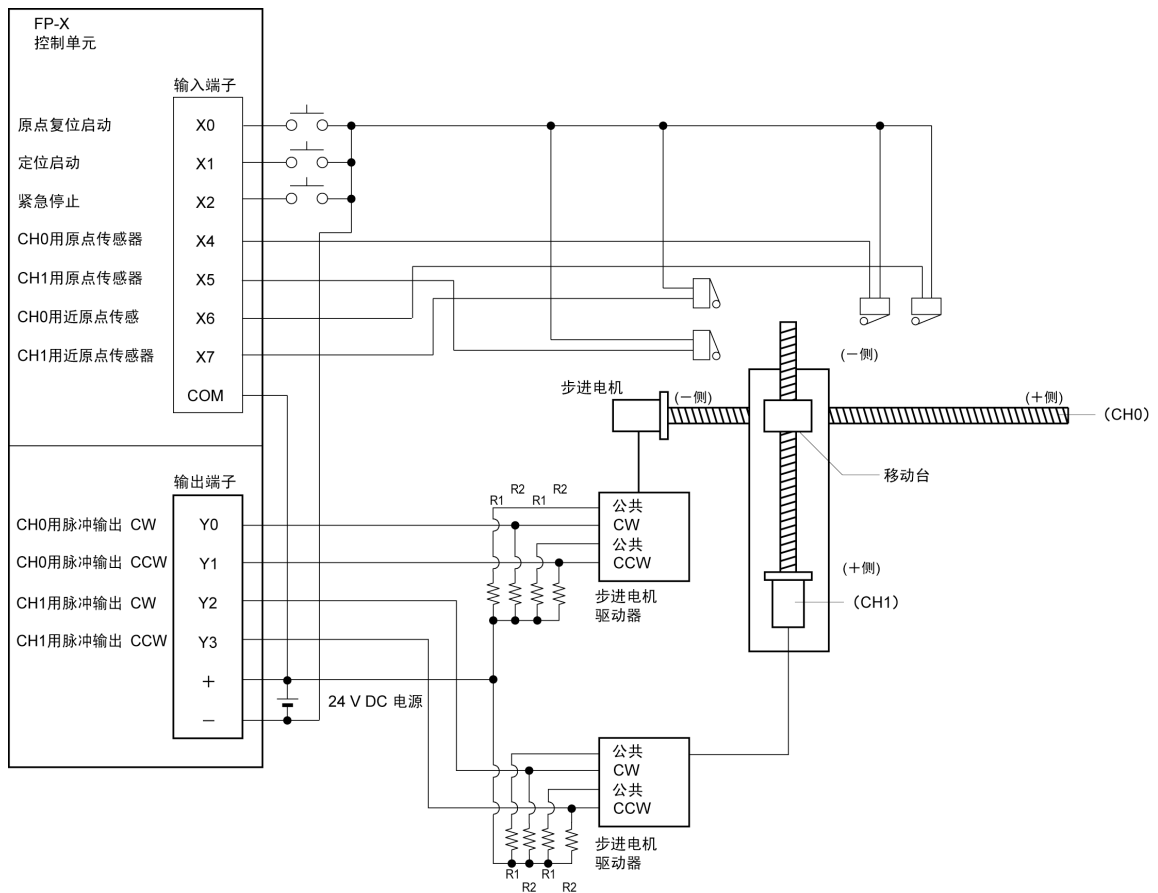 FP-X
控制单元
输入端子
原点复位启动 X0
定位启动 X1
紧急停止 X2
CH0用原点传感器 X4
CH1用原点传感器 X5
CH0用近原点传感 X6
CH1用近原点传感器 X7
COM
(－侧)
步进电机
(－侧)
(＋侧)
(CH0)
移动台
输出端子
R1 R2 R1 R2
公共
CW
公共
CCW
步进电机
驱动器
CH0用脉冲输出 CW Y0
CH0用脉冲输出 CCW Y1
CH1用脉冲输出 CW Y2
CH1用脉冲输出 CCW Y3
+
－
24 V DC 电源
(＋侧)
(CH1)
公共
CW
公共
CCW
步进电机
驱动器
R1 R2 R1 R2